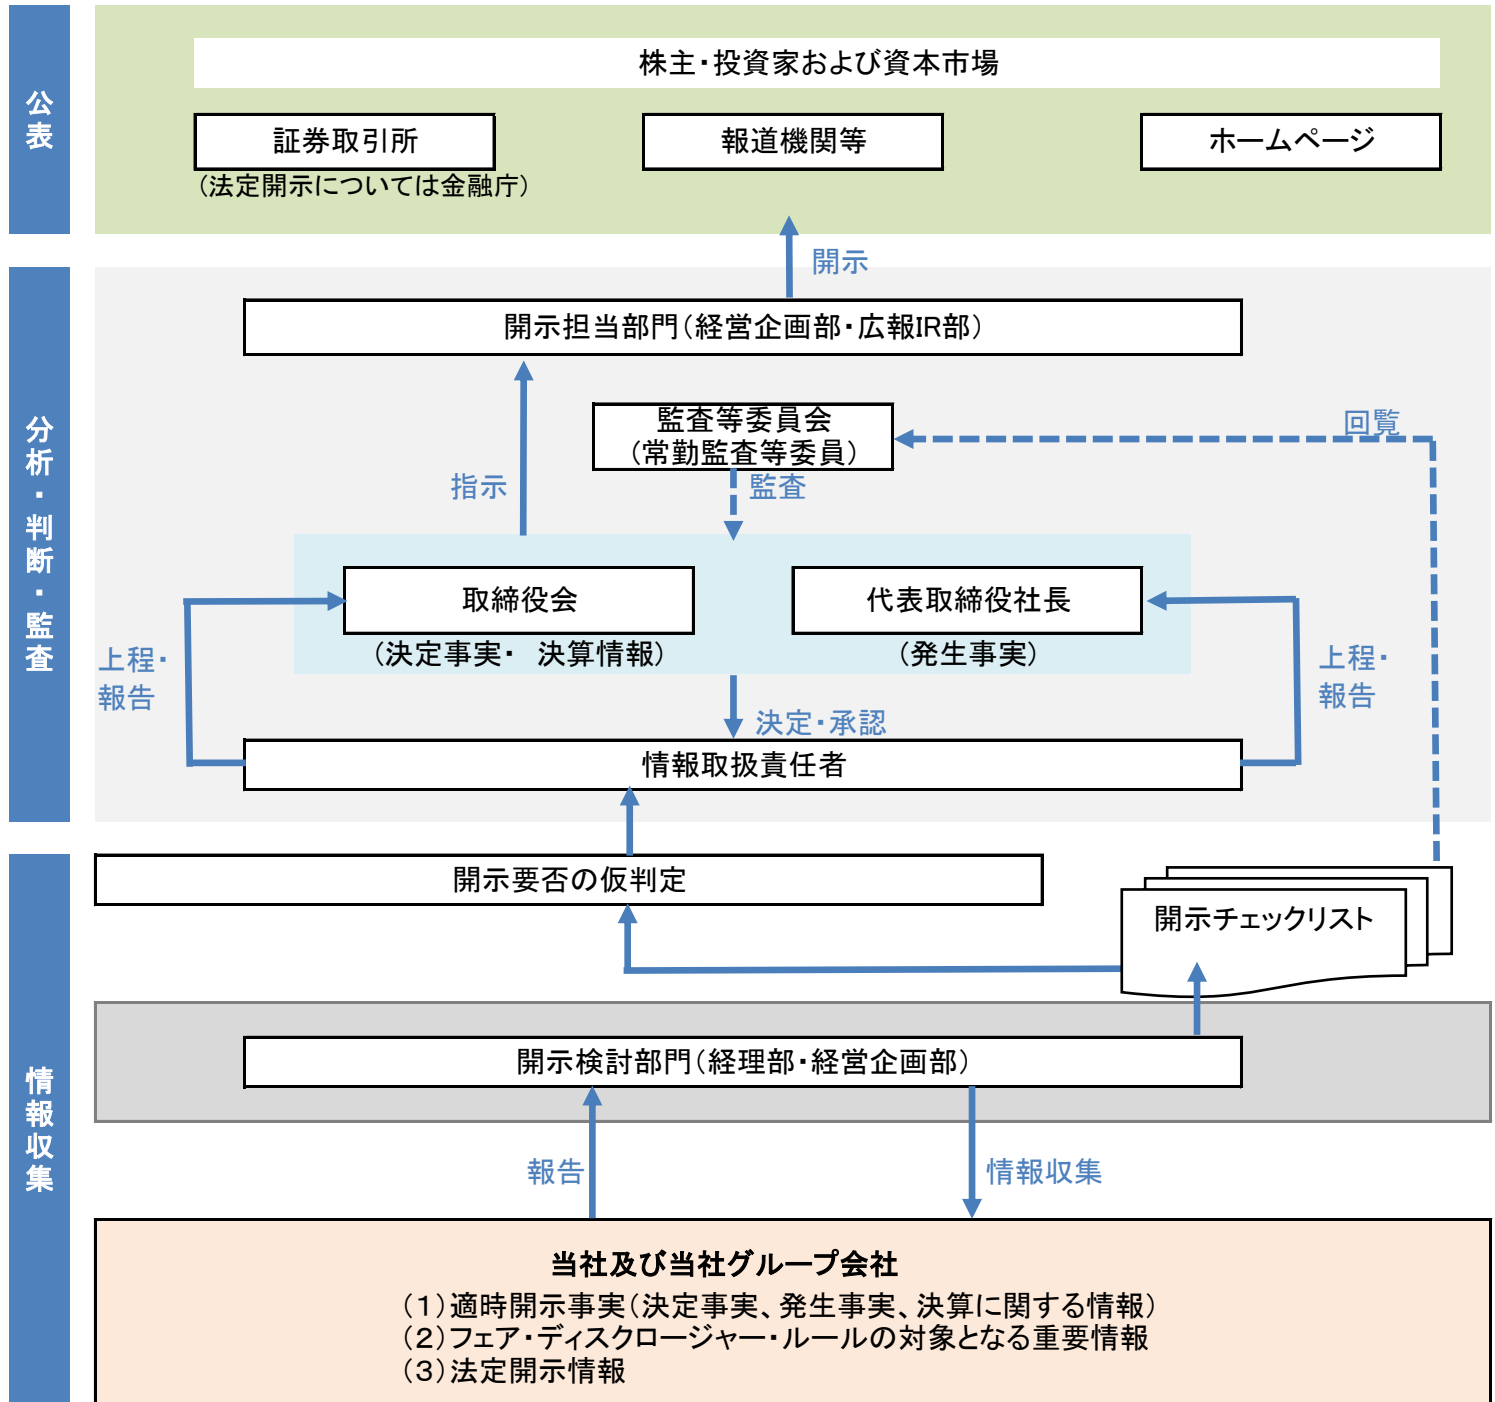 公表
株主・投資家および資本市場
証券取引所
報道機関等
ホームページ
(法定開示については金融庁)
開示
分析・判断・監査
開示担当部門(経営企画部・広報IR部)
監査等委員会
(常勤監査等委員)
回覧
指示
監査
取締役会
代表取締役社長
(決定事実・ 決算情報)
(発生事実)
上程・
報告
上程・
報告
決定・承認
情報取扱責任者
情報収集
開示要否の仮判定
開示チェックリスト
開示検討部門(経理部・経営企画部)
報告
情報収集
当社及び当社グループ会社
(1)適時開示事実(決定事実、発生事実、決算に関する情報)
(2)フェア・ディスクロージャー・ルールの対象となる重要情報
(3)法定開示情報